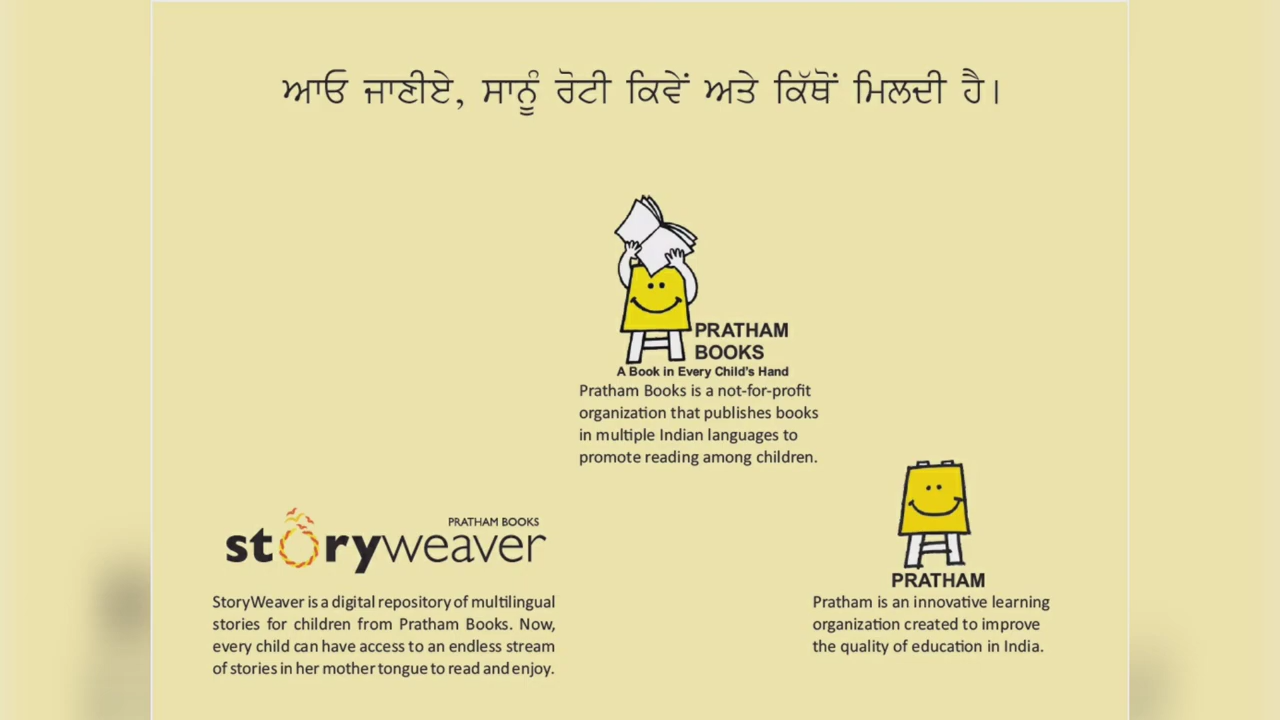 ਆਓ ਜਾਣੀਏ, ਸਾਨੂੰ ਰੋਟੀ ਕਿਵੇਂ ਅਤੇ ਕਿੱਥੋਂ ਮਿਲਦੀ ਹੈ।
PRATHAM
BOOKS
A Book in Every Child's Hand
Pratham Books is a not-for-profit
organization that publishes books
in multiple Indian languages to
promote reading among children.
PRATHAM BOOKS
storyweaver
StoryWeaver is a digital repository of multilingual
stories for children from Pratham Books. Now,
every child can have access to an endless stream
of stories in her mother tongue to read and enjoy.
PRATHAM
Pratham is an innovative learning
organization created to improve
the quality of education in India.